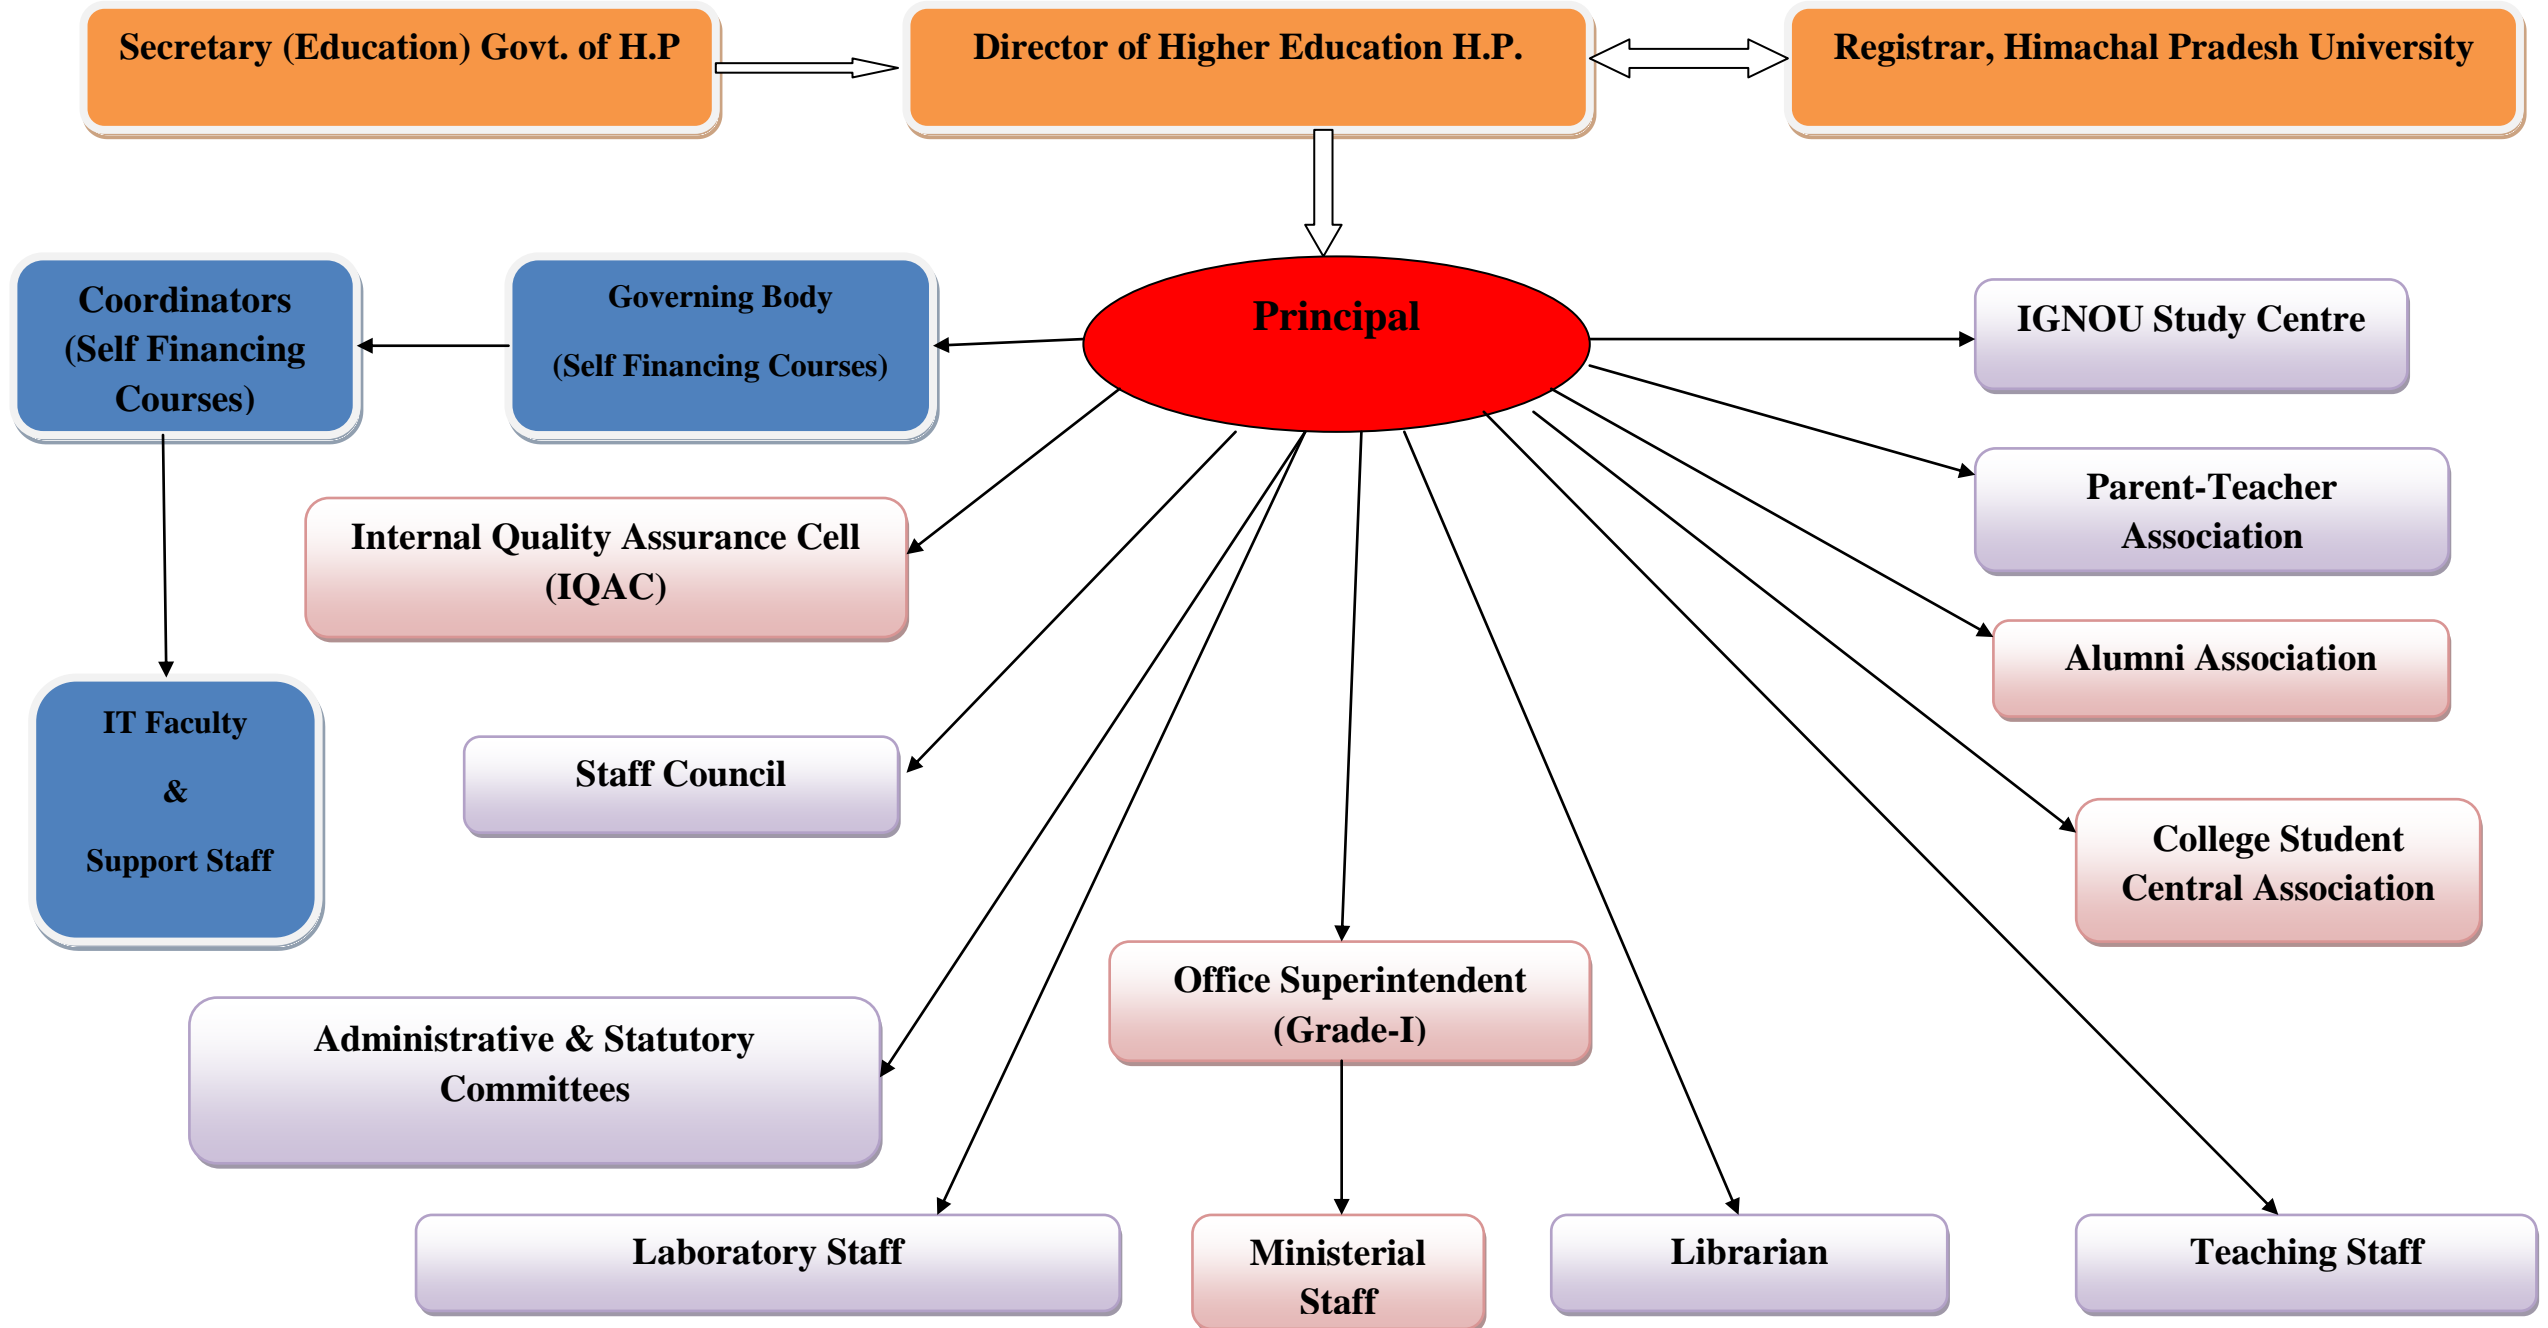 Secretary (Education) Govt. of H.P
Director of Higher Education H.P.
Registrar, Himachal Pradesh University
Coordinators
(Self Financing
Courses)
Governing Body
(Self Financing Courses)
Principal
IGNOU Study Centre
Parent-Teacher
Association
Internal Quality Assurance Cell
(IQAC)
Alumni Association
IT Faculty
&
Support Staff
Staff Council
College Student
Central Association
Office Superintendent
(Grade-I)
Administrative & Statutory
Committees
Laboratory Staff
Ministerial
Staff
Librarian
Teaching Staff